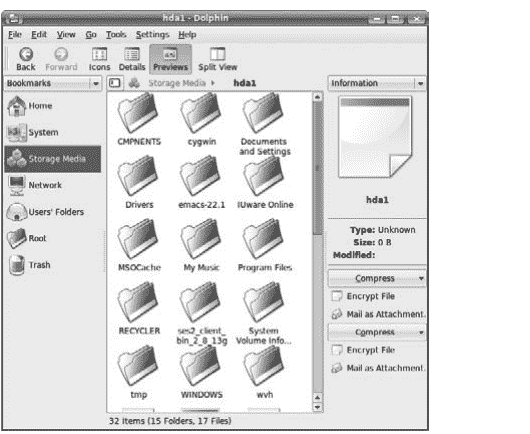 hda1 - Dolphin
File Edit View Go Tools Settings Help
Back Forward Icons Details Previews Split View
Bookmarks
Storage Media hda1
Information
Home
System
Storage Media
Network
Users' Folders
Root
Trash
CMPNENTS cygwin Documents and Settings
Drivers emacs-22.1 IUware Online
MSOCache My Music Program Files
RECYCLER ses2_client_bin_2_8_13g System Volume Info...
tmp WINDOWS wvh
hda1
Type: Unknown
Size: 0 B
Modified:
Compress
Encrypt File
Mail as Attachment.
Compress
Encrypt File
Mail as Attachment.
32 Items (15 Folders, 17 Files)